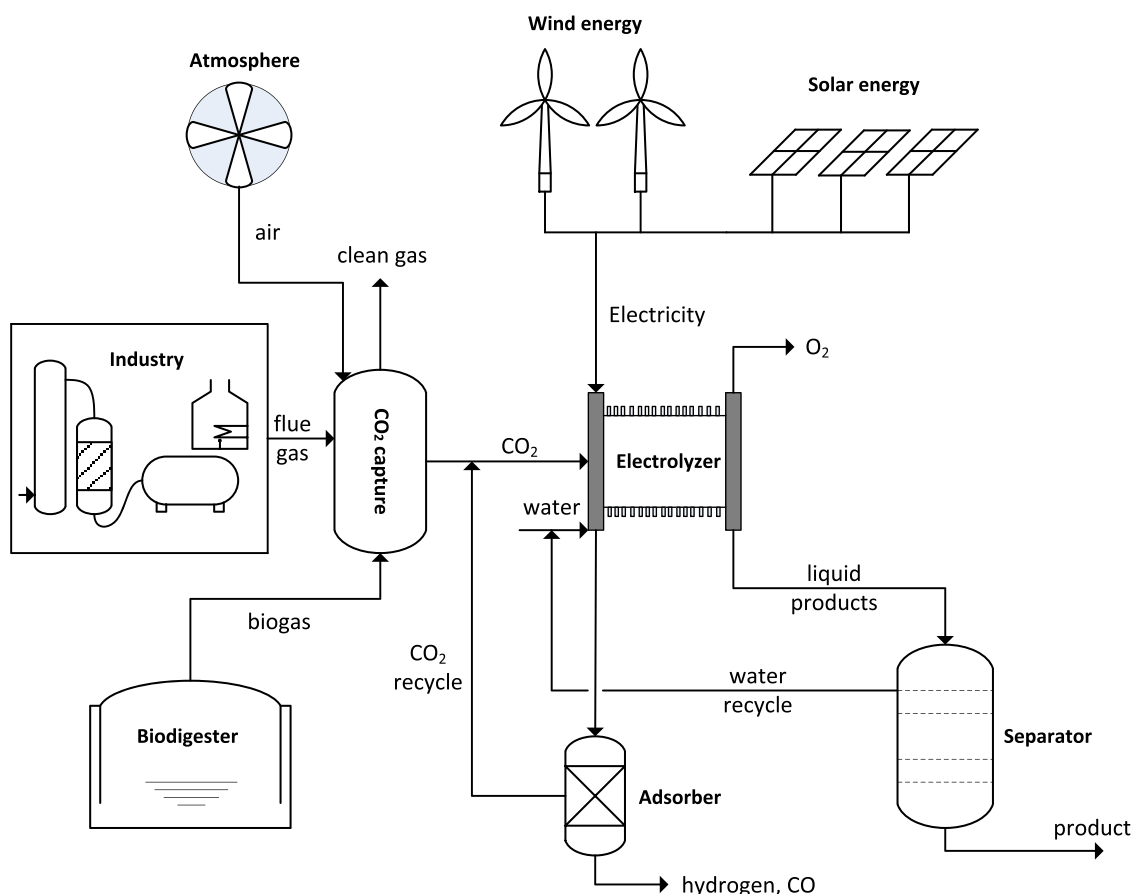 Wind energy
Atmosphere
Solar energy
air
clean gas
Electricity
O₂
Industry
flue
gas
CO₂ capture
CO₂
Electrolyzer
water
liquid
products
biogas
CO₂
recycle
water
recycle
Biodigester
Separator
Adsorber
product
hydrogen, CO